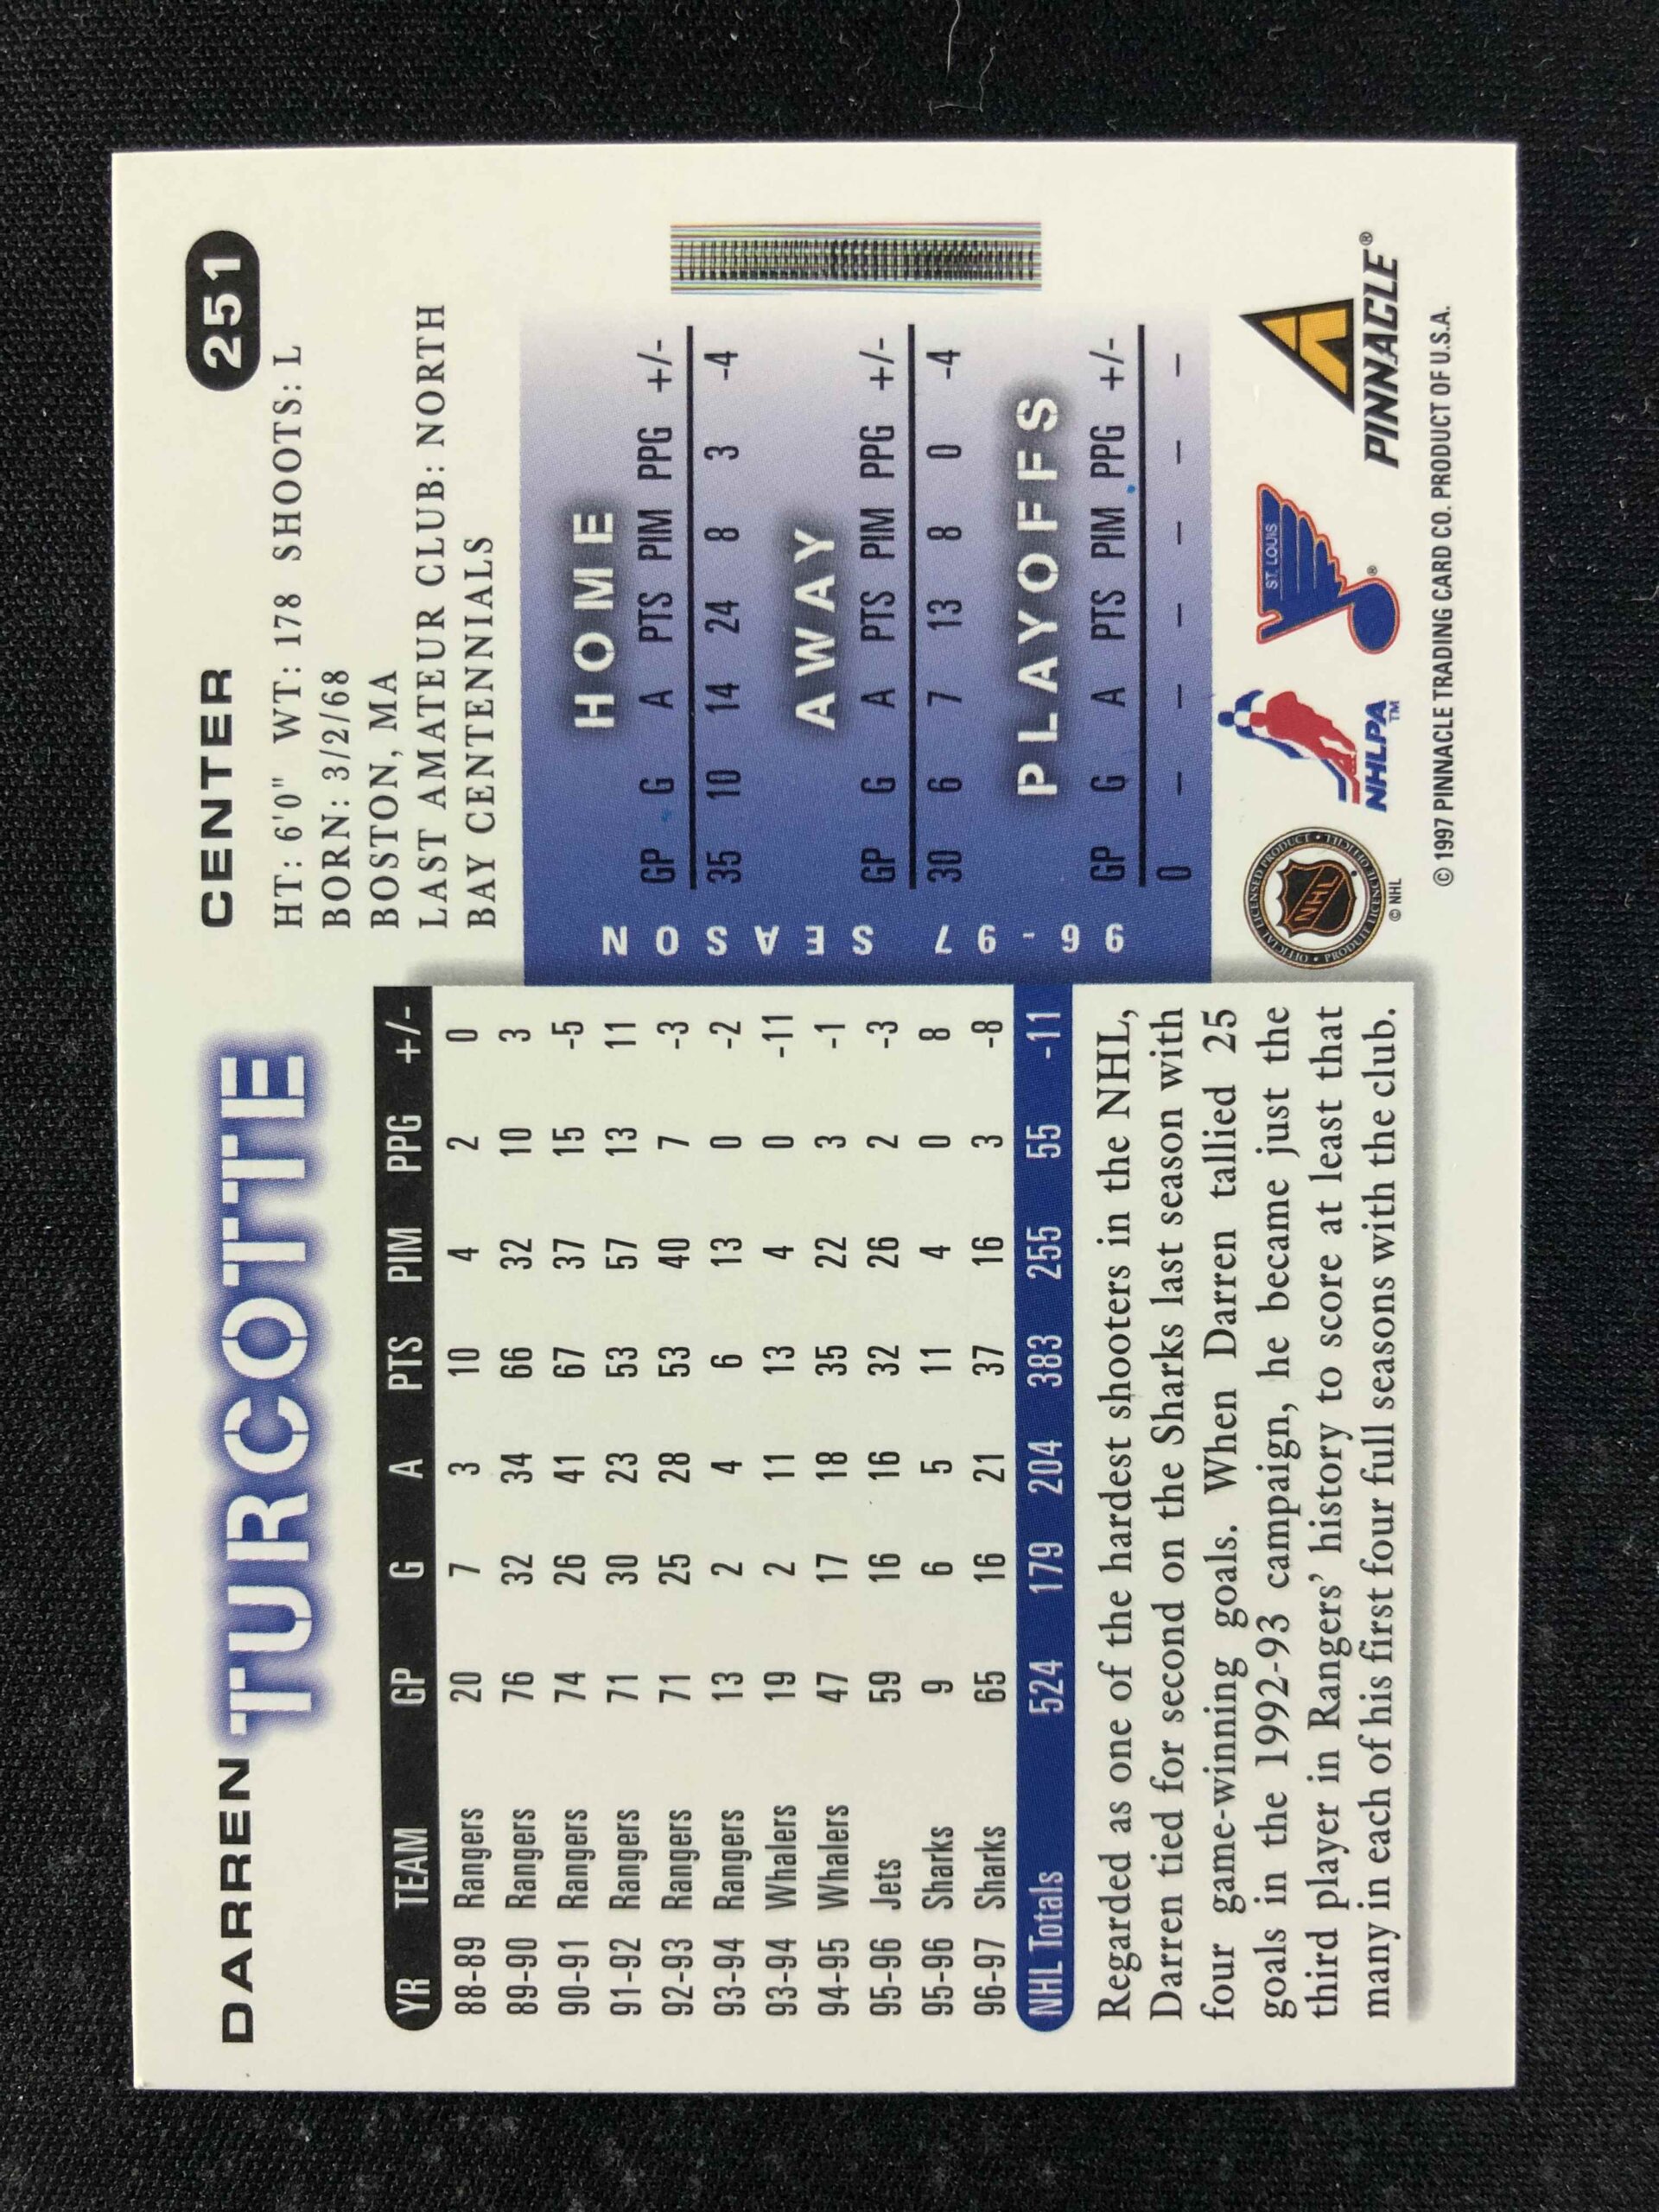 DARREN TURCOTTE CENTER 251
HT: 6'0" WT: 178 SHOOTS: L
BORN: 3/2/68
BOSTON, MA
LAST AMATEUR CLUB: NORTH
BAY CENTENNIALS
YR TEAM GP G A PTS PIM PPG +/-
88-89 Rangers 20 7 3 10 4 2 0
89-90 Rangers 76 32 34 66 32 10 3
90-91 Rangers 74 26 41 67 37 15 -5
91-92 Rangers 71 30 23 53 57 13 11
92-93 Rangers 71 25 28 53 40 7 -3
93-94 Rangers 13 2 4 6 13 0 -2
93-94 Whalers 19 2 11 13 4 0 -11
94-95 Whalers 47 17 18 35 22 3 -1
95-96 Jets 59 16 16 32 26 2 -3
95-96 Sharks 9 6 5 11 4 0 8
96-97 Sharks 65 16 21 37 16 3 -8
NHL Totals 524 179 204 383 255 55 -11
Regarded as one of the hardest shooters in the NHL,
Darren tied for second on the Sharks last season with
four game-winning goals. When Darren tallied 25
goals in the 1992-93 campaign, he became just the
third player in Rangers' history to score at least that
many in each of his first four full seasons with the club.
96-97 SEASON
HOME
GP G A PTS PIM PPG +/-
35 10 14 24 8 3 -4
AWAY
GP G A PTS PIM PPG +/-
30 6 7 13 8 0 -4
PLAYOFFS
GP G A PTS PIM PPG +/-
0 – – – – – –
OFFICIAL LICENSED PRODUCT • PRODUIT LICENCIÉ OFFICIEL •
NHL
© NHL
NHLPA™
ST. LOUIS
®
PINNACLE®
© 1997 PINNACLE TRADING CARD CO. PRODUCT OF U.S.A.